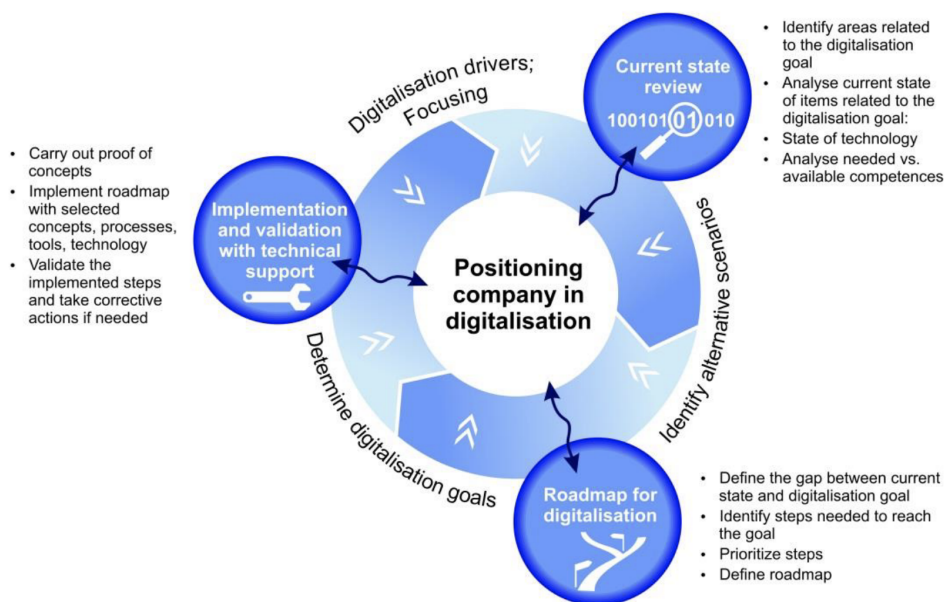 Digitalisation drivers;
Focusing
Current state
review
100101 01 010
• Identify areas related
to the digitalisation
goal
• Analyse current state
of items related to the
digitalisation goal:
• State of technology
• Analyse needed vs.
available competences
• Carry out proof of
concepts
• Implement roadmap
with selected
concepts, processes,
tools, technology
• Validate the
implemented steps
and take corrective
actions if needed
Implementation
and validation
with technical
support
Positioning
company in
digitalisation
Identify alternative scenarios
Determine digitalisation goals
Roadmap for
digitalisation
• Define the gap between current
state and digitalisation goal
• Identify steps needed to reach
the goal
• Prioritize steps
• Define roadmap